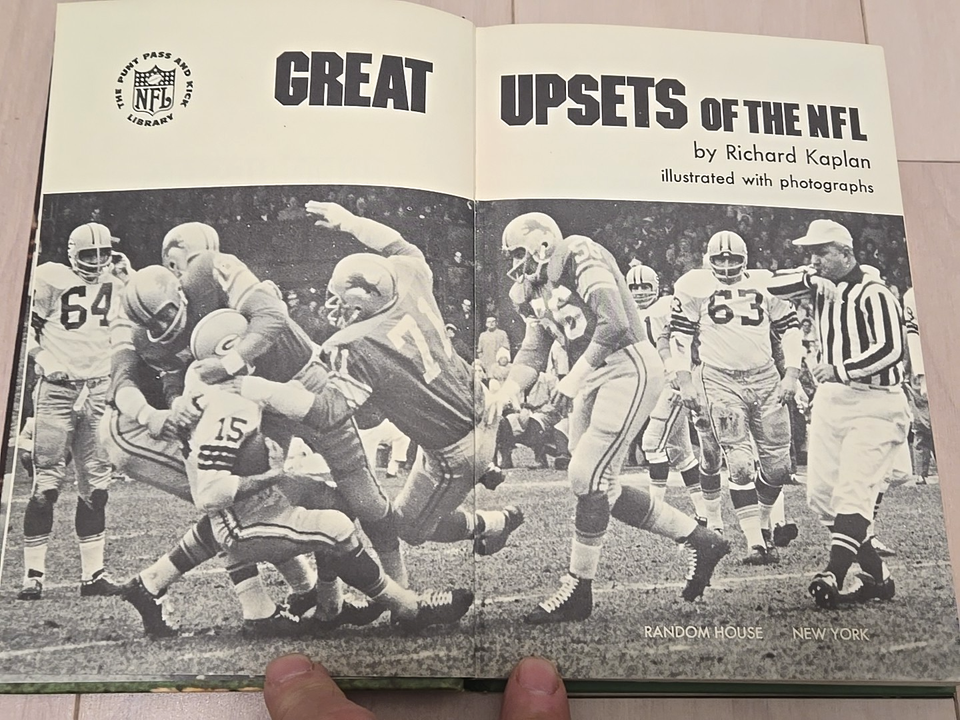 THE PUNT PASS AND KICK
NFL
LIBRARY
GREAT UPSETS OF THE NFL
by Richard Kaplan
illustrated with photographs
64
15
71
56
63
G
RANDOM HOUSE NEW YORK